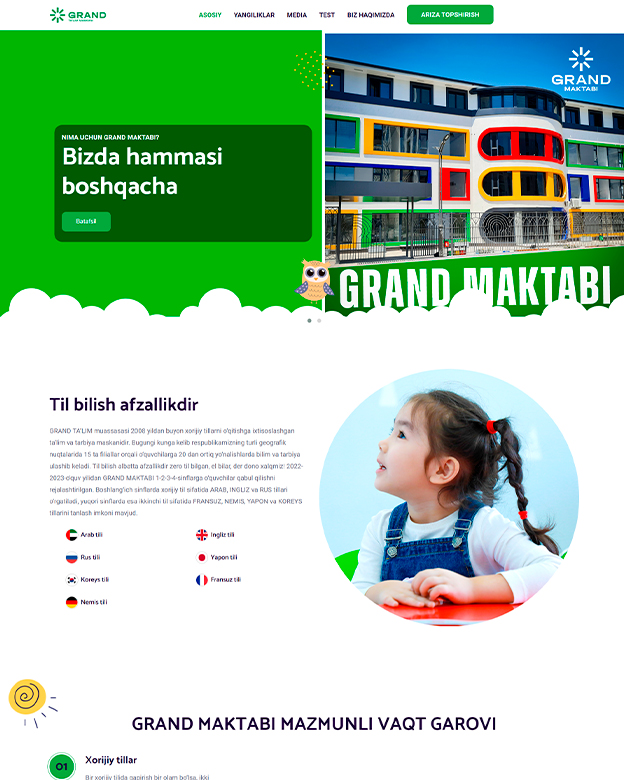 GRAND
TA'LIM MUASSASASI
ASOSIY YANGILIKLAR MEDIA TEST BIZ HAQIMIZDA ARIZA TOPSHIRISH
GRAND
MAKTABI
NIMA UCHUN GRAND MAKTABI?
Bizda hammasi
boshqacha
Batafsil
GRAND MAKTABI
Til bilish afzallikdir
GRAND TA'LIM muassasasi 2008 yildan buyon xorijiy tillarni o'qitishga ixtisoslashgan
ta'lim va tarbiya maskanidir. Bugungi kunga kelib respublikamizning turli geografik
nuqtalarida 15 ta filiallar orqali o'quvchilarga 20 dan ortiq yo'nalishlarda bilim va tarbiya
ulashib keladi. Til bilish albatta afzallikdir zero til bilgan, el bilar, der dono xalqmiz! 2022-
2023-o'quv yilidan GRAND MAKTABI 1-2-3-4-sinflarga o'quvchilar qabul qilishni
rejalashtirilgan. Boshlang'ich sinflarda xorijiy til sifatida ARAB, INGLIZ va RUS tillari
o'rgatiladi, yuqori sinflarda esa ikkinchi til sifatida FRANSUZ, NEMIS, YAPON va KOREYS
tillarini tanlash imkoni mavjud.
Arab tili Ingliz tili
Rus tili Yapon tili
Koreys tili Fransuz tili
Nemis tili
GRAND MAKTABI MAZMUNLI VAQT GAROVI
01 Xorijiy tillar
Bir xorijiy tilida gapirish bir olam bo'lsa, ikki